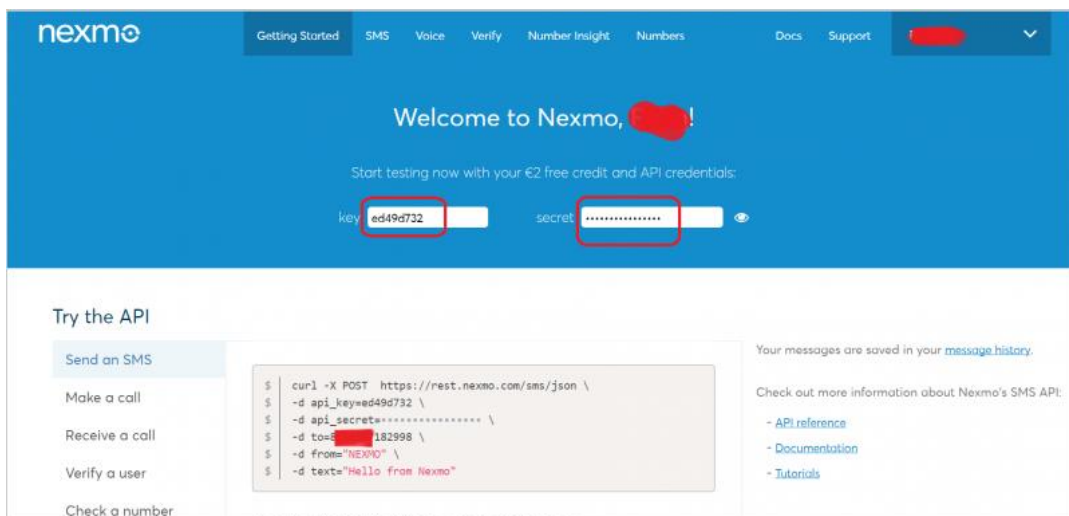 nexmo
Getting Started SMS Voice Verify Number Insight Numbers Docs Support
Welcome to Nexmo, !
Start testing now with your €2 free credit and API credentials:
key ed49d732 secret ••••••••••••••••
Try the API
Send an SMS
Make a call
Receive a call
Verify a user
Check a number
$ curl -X POST https://rest.nexmo.com/sms/json \
$ -d api_key=ed49d732 \
$ -d api_secret=•••••••••••••••• \
$ -d to=8 182998 \
$ -d from="NEXMO" \
$ -d text="Hello from Nexmo"
Your messages are saved in your message history.
Check out more information about Nexmo's SMS API:
- API reference
- Documentation
- Tutorials